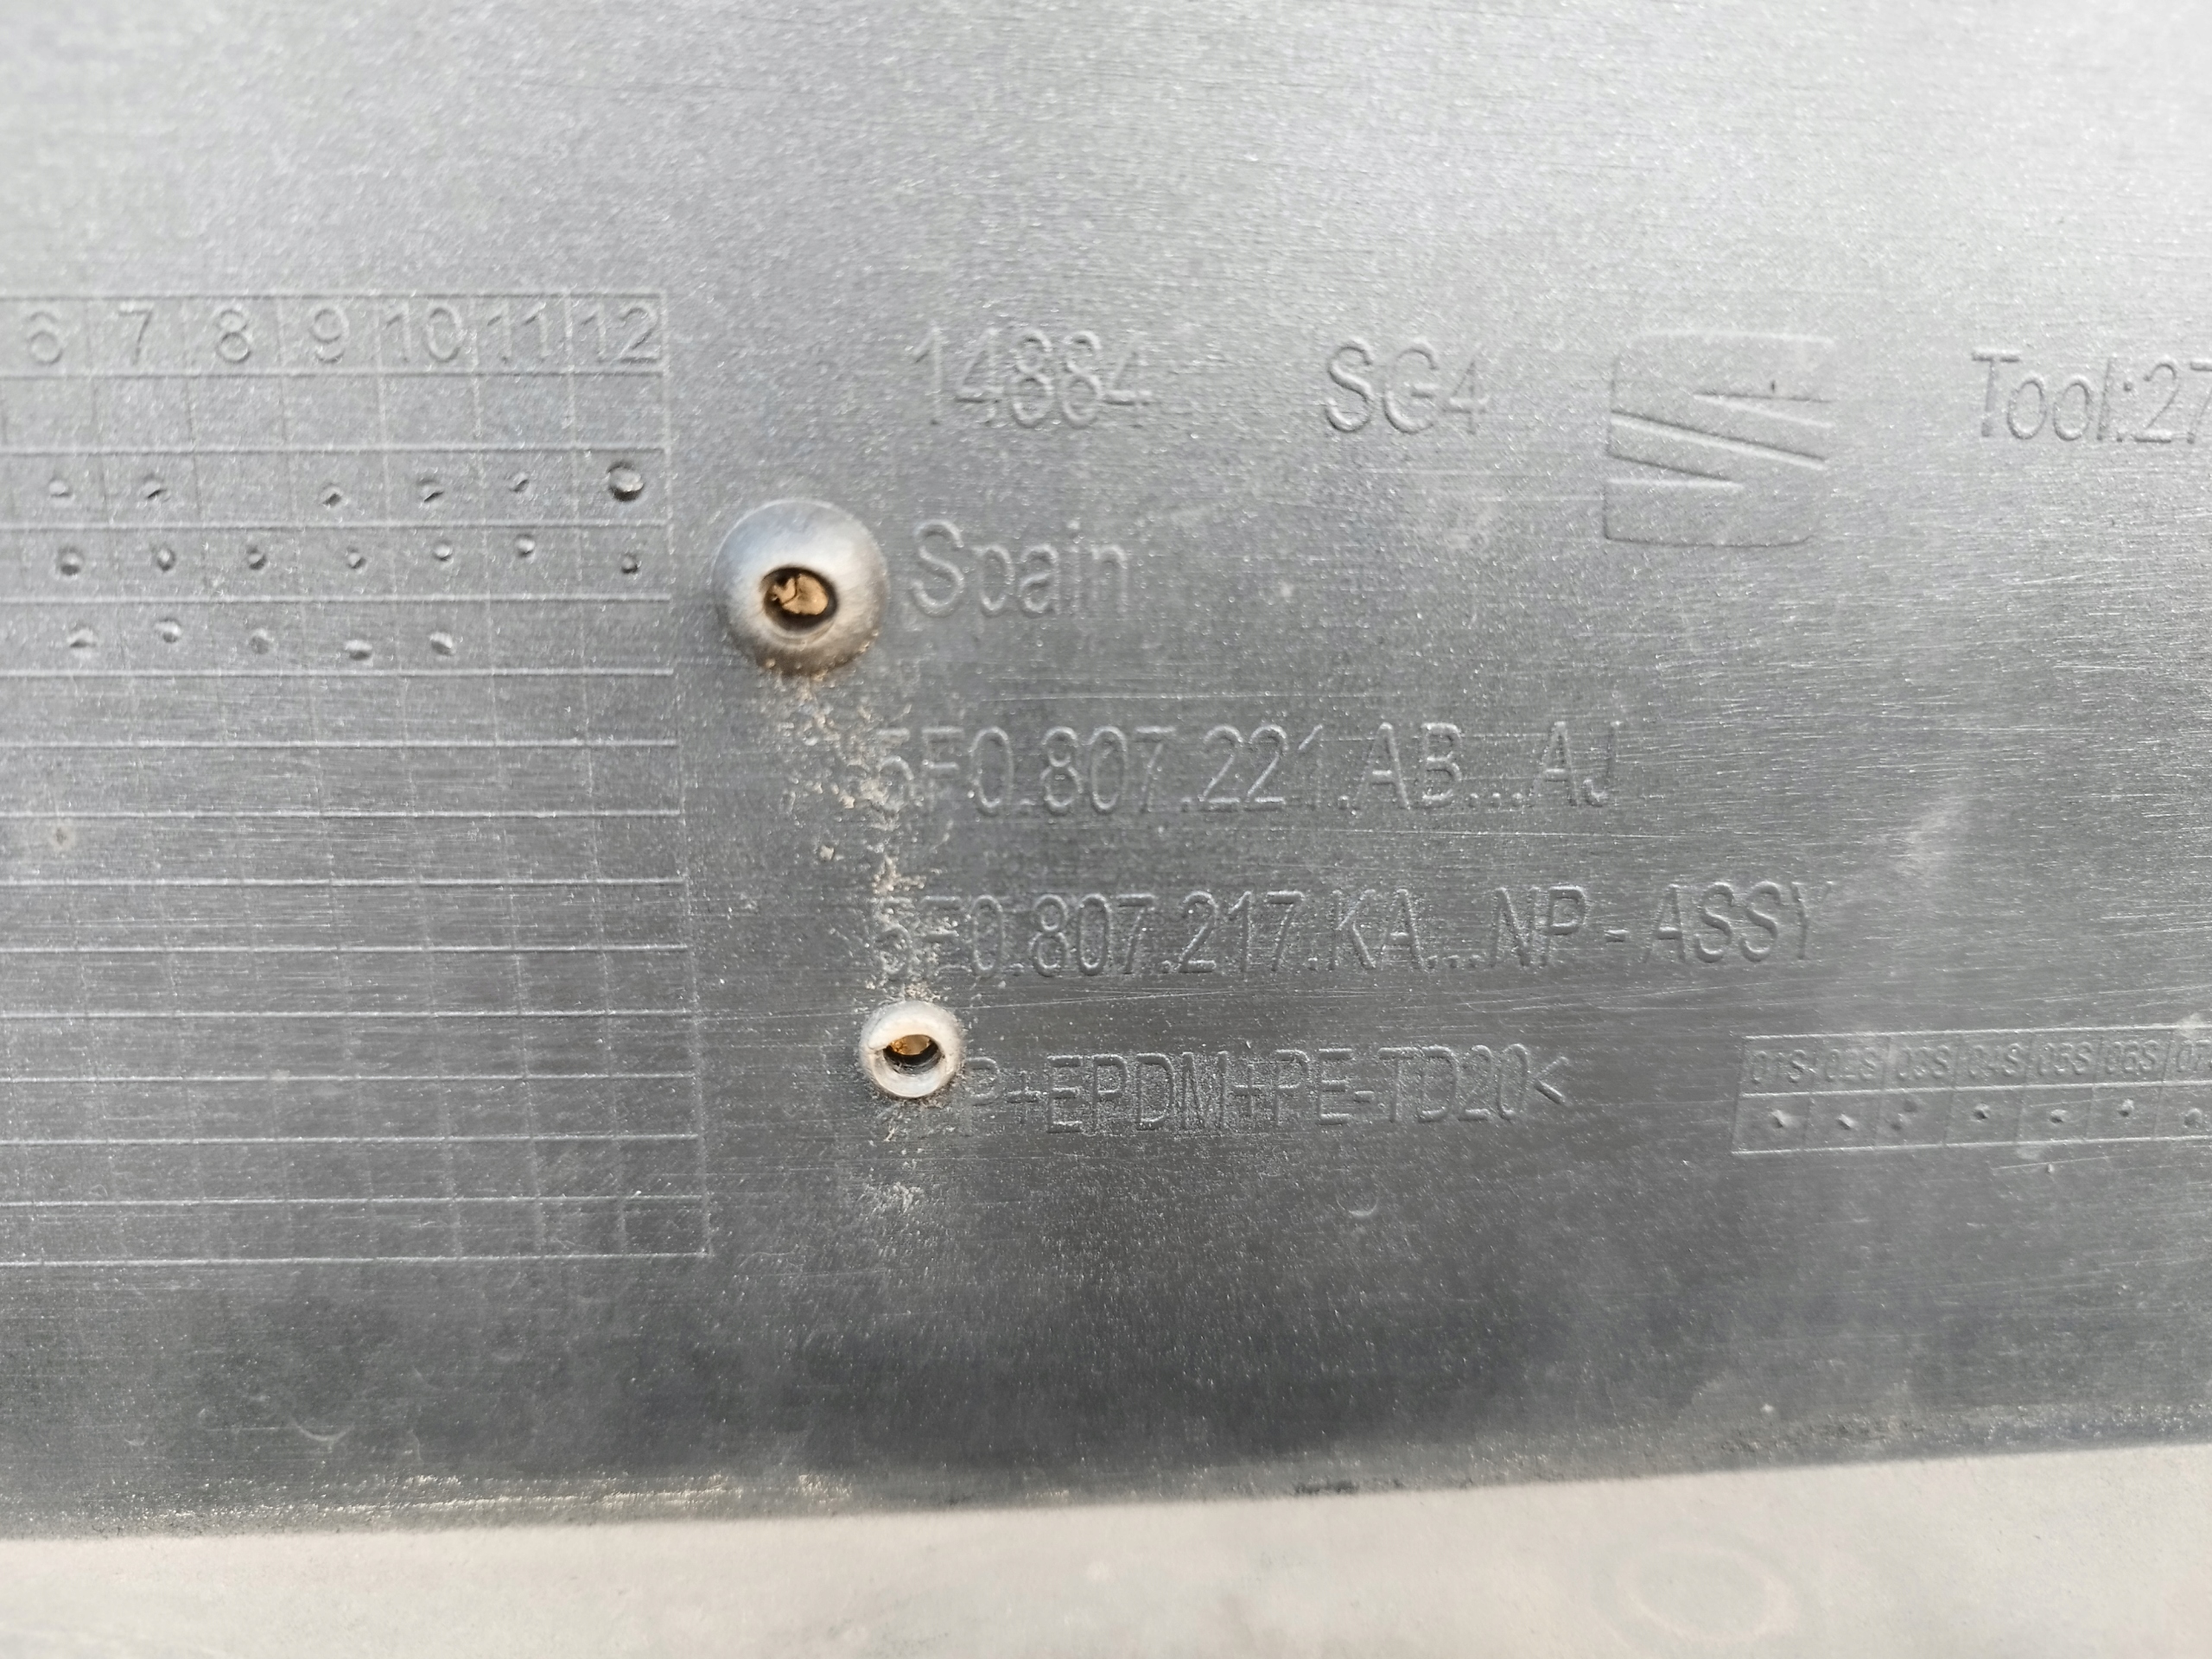 6 7 8 9 10 11 12
14884 SG4
Tool:27
Spain
5F0.807.221.AB...AJ
5F0.807.217.KA...NP - ASSY
P+EPDM+PE-TD20<
01S 02S 03S 04S 05S 06S